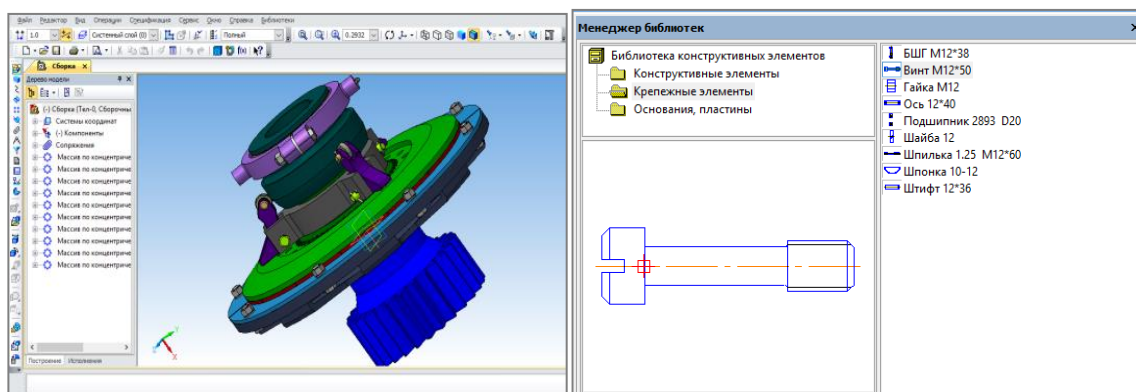 Файл Редактор Вид Операции Спецификация Сервис Окно Справка Библиотеки
1.0 Системный слой (0) Полный 0.2932
f(x)
Сборка
Дерево модели
(-) Сборка (Тел-0, Сборочны
Системы координат
(-) Компоненты
Сопряжения
Массив по концентриче
Массив по концентриче
Массив по концентриче
Массив по концентриче
Массив по концентриче
Массив по концентриче
Массив по концентриче
Массив по концентриче
Массив по концентриче
Массив по концентриче
Построение Исполнения
Y
X
Менеджер библиотек
Библиотека конструктивных элементов
Конструктивные элементы
Крепежные элементы
Основания, пластины
БШГ М12*38
Винт М12*50
Гайка М12
Ось 12*40
Подшипник 2893 D20
Шайба 12
Шпилька 1.25 М12*60
Шпонка 10-12
Штифт 12*36